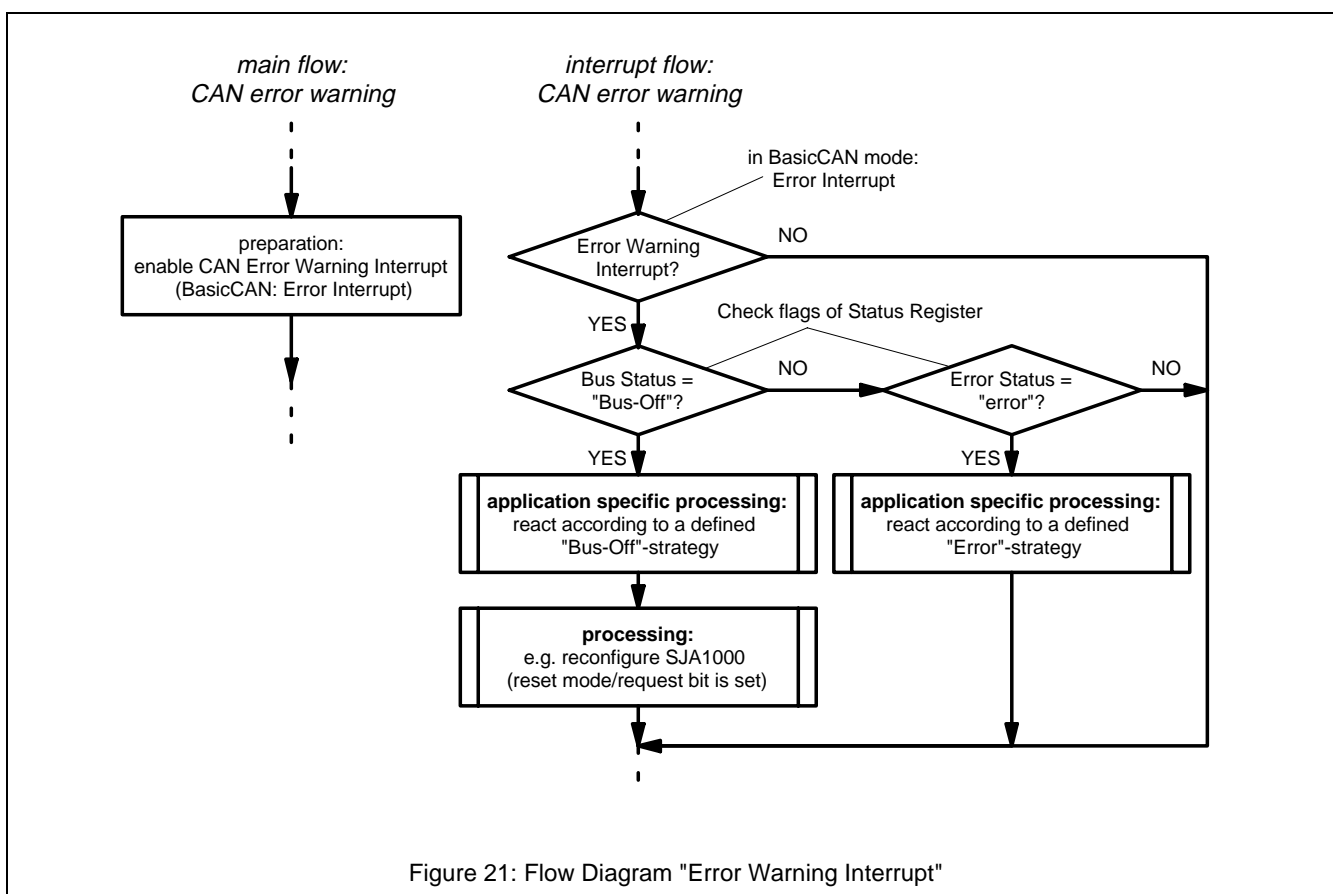 main flow:
CAN error warning
preparation:
enable CAN Error Warning Interrupt
(BasicCAN: Error Interrupt)
interrupt flow:
CAN error warning
in BasicCAN mode:
Error Interrupt
Error Warning
Interrupt?
NO
YES
Check flags of Status Register
Bus Status =
"Bus-Off"?
NO
Error Status =
"error"?
NO
YES
YES
application specific processing:
react according to a defined
"Bus-Off"-strategy
application specific processing:
react according to a defined
"Error"-strategy
processing:
e.g. reconfigure SJA1000
(reset mode/request bit is set)
Figure 21: Flow Diagram "Error Warning Interrupt"